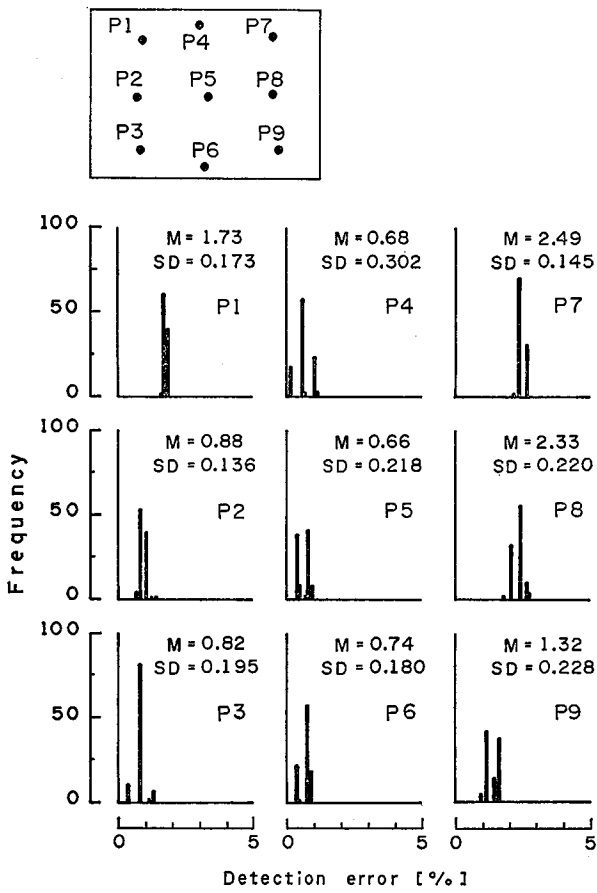 P1 P4 P7
P2 P5 P8
P3 P6 P9
100 M = 1.73 M = 0.68 M = 2.49
SD = 0.173 SD = 0.302 SD = 0.145
50 P1 P4 P7
0
100 M = 0.88 M = 0.66 M = 2.33
SD = 0.136 SD = 0.218 SD = 0.220
50 P2 P5 P8
0
100 M = 0.82 M = 0.74 M = 1.32
SD = 0.195 SD = 0.180 SD = 0.228
50 P3 P6 P9
0
Frequency
0 5 0 5 0 5
Detection error [%]